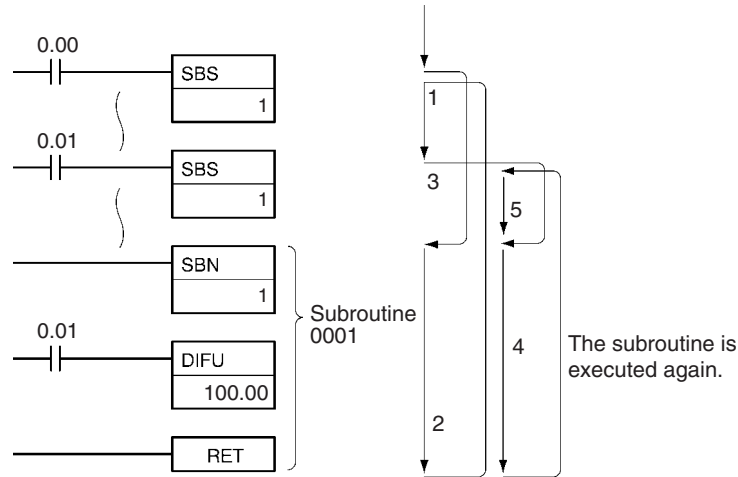 0.00
SBS
1
0.01
SBS
1
SBN
1
0.01
DIFU
100.00
RET
Subroutine
0001
1
3
5
4
2
The subroutine is
executed again.